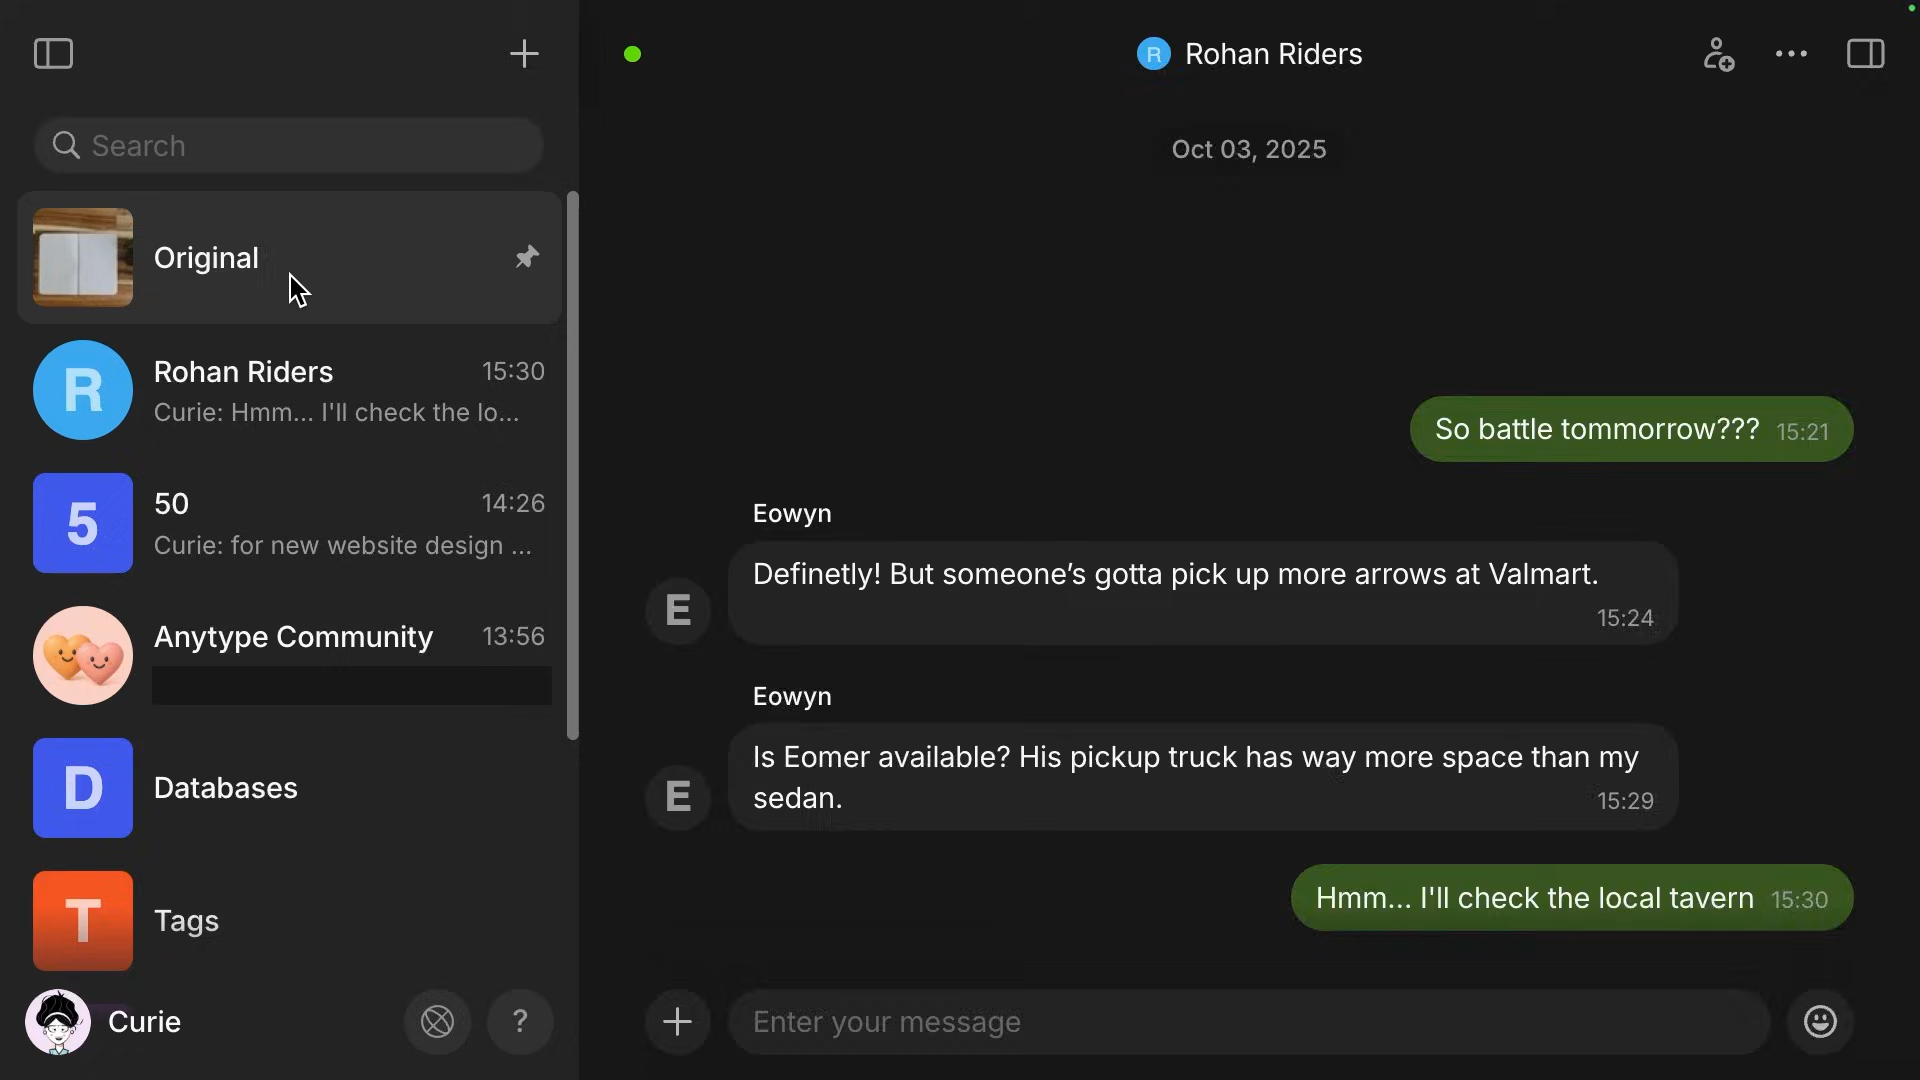 Search
Original
R
Rohan Riders 15:30
Curie: Hmm... I'll check the lo...
5
50 14:26
Curie: for new website design ...
Anytype Community 13:56
D
Databases
T
Tags
Curie
?
R Rohan Riders
Oct 03, 2025
So battle tommorrow??? 15:21
Eowyn
E
Definetly! But someone’s gotta pick up more arrows at Valmart.
15:24
Eowyn
E
Is Eomer available? His pickup truck has way more space than my
sedan. 15:29
Hmm... I'll check the local tavern 15:30
Enter your message